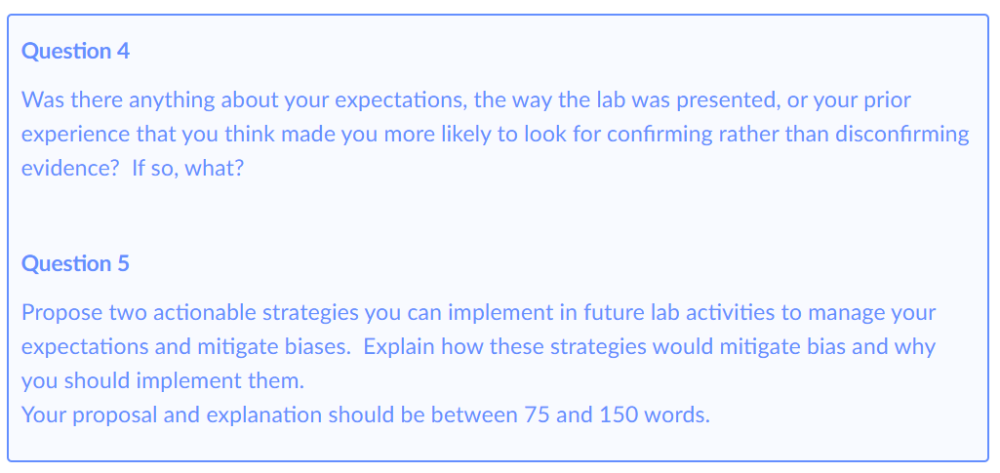 Question 4
Was there anything about your expectations, the way the lab was presented, or your prior
experience that you think made you more likely to look for confirming rather than disconfirming
evidence?  If so, what?
Question 5
Propose two actionable strategies you can implement in future lab activities to manage your
expectations and mitigate biases.  Explain how these strategies would mitigate bias and why
you should implement them.
Your proposal and explanation should be between 75 and 150 words.